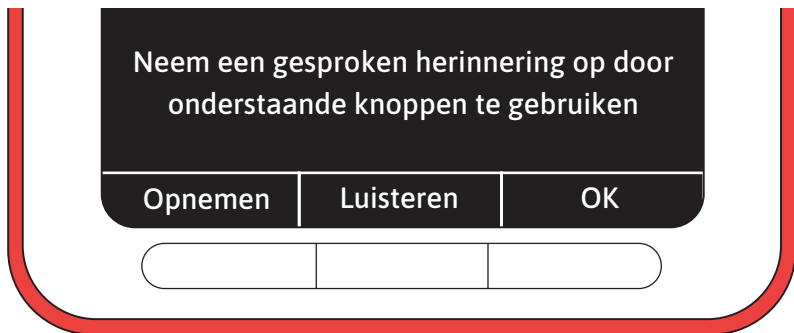 Neem een gesproken herinnering op door
onderstaande knoppen te gebruiken
Opnemen Luisteren OK